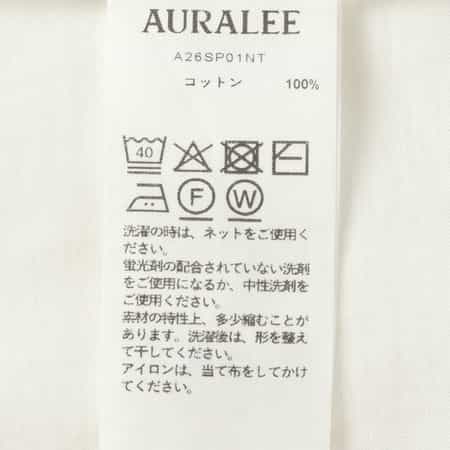 AURALEE
A26SP01NT
コットン 100%
40
F W
洗濯の時は、ネットをご使用く
ださい。
蛍光剤の配合されていない洗剤
をご使用になるか、中性洗剤を
ご使用ください。
素材の特性上、多少縮むことが
あります。洗濯後は、形を整え
て干してください。
アイロンは、当て布をしてかけ
てください。